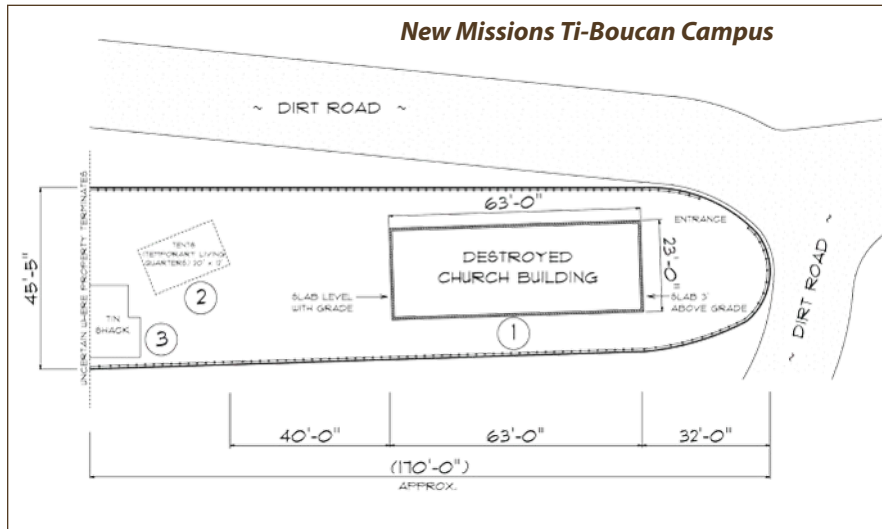 New Missions Ti-Boucan Campus
~ DIRT ROAD ~
UNCERTAIN WHERE PROPERTY TERMINATES
45'-5"
TENTS
(TEMPORARY LIVING
QUARTERS) 20' X
2
TIN
SHACK
3
63'-0"
DESTROYED
CHURCH BUILDING
23'-0"
ENTRANCE
SLAB LEVEL
WITH GRADE
SLAB 3'
ABOVE GRADE
1
~ DIRT ROAD ~
40'-0"
63'-0"
32'-0"
(170'-0")
APPROX.